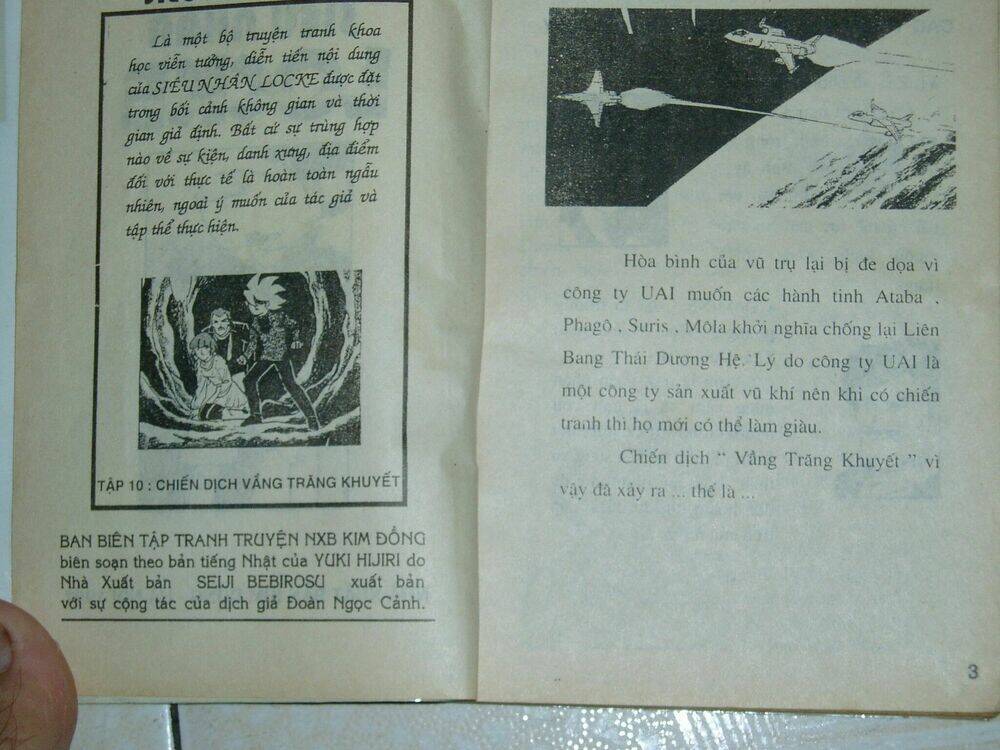 Là một bộ truyện tranh khoa
học viễn tưởng, diễn tiến nội dung
của SIÊU NHÂN LOCKE được đặt
trong bối cảnh không gian và thời
gian giả định. Bất cứ sự trùng hợp
nào về sự kiện, danh xưng, địa điểm
đối với thực tế là hoàn toàn ngẫu
nhiên, ngoài ý muốn của tác giả và
tập thể thực hiện.
TẬP 10 : CHIẾN DỊCH VẦNG TRĂNG KHUYẾT
BAN BIÊN TẬP TRANH TRUYỆN NXB KIM ĐỒNG
biên soạn theo bản tiếng Nhật của YUKI HIJIRI do
Nhà Xuất bản SEIJI BEBIROSU xuất bản
với sự cộng tác của dịch giả Đoàn Ngọc Cảnh.
Hòa bình của vũ trụ lại bị đe dọa vì
công ty UAI muốn các hành tinh Ataba ,
Phagô , Suris , Môla khởi nghĩa chống lại Liên
Bang Thái Dương Hệ. Lý do công ty UAI là
một công ty sản xuất vũ khí nên khi có chiến
tranh thì họ mới có thể làm giàu.
Chiến dịch “ Vầng Trăng Khuyết ” vì
vậy đã xảy ra ... thế là ...
3